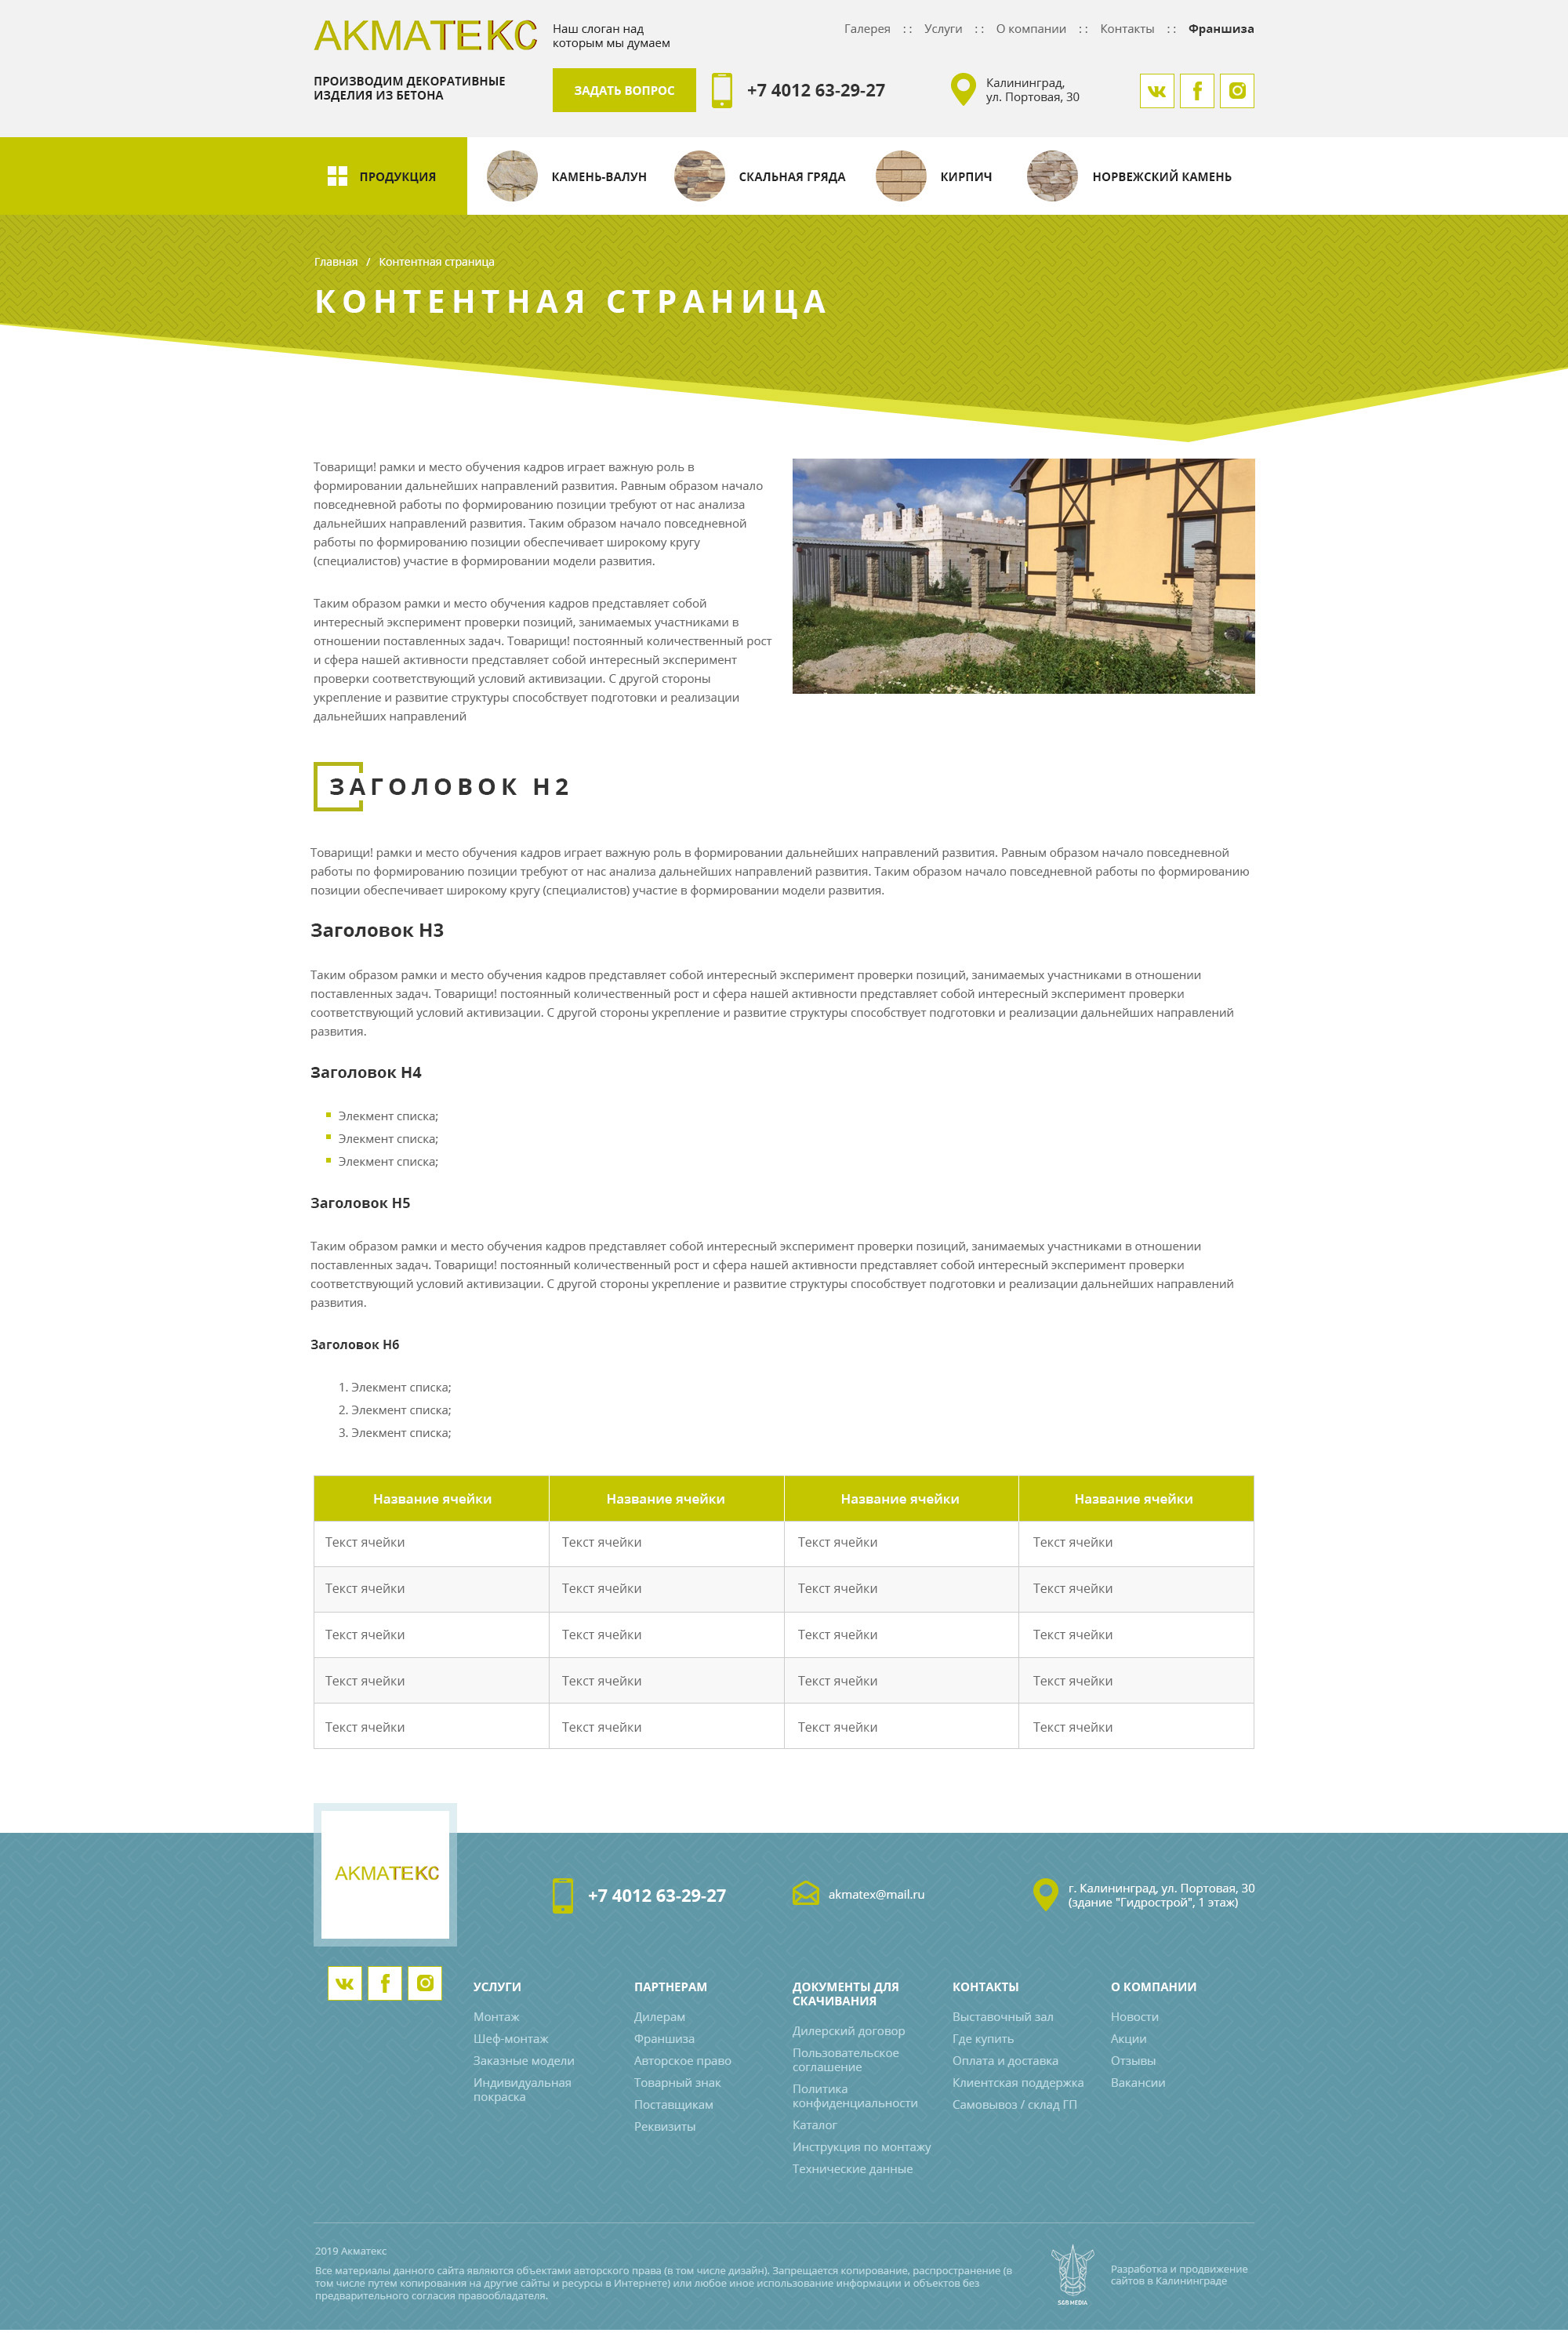 АКМАТЕКС
Наш слоган над
которым мы думаем
Галерея :: Услуги :: О компании :: Контакты :: Франшиза
ПРОИЗВОДИМ ДЕКОРАТИВНЫЕ
ИЗДЕЛИЯ ИЗ БЕТОНА
ЗАДАТЬ ВОПРОС
+7 4012 63-29-27
Калининград,
ул. Портовая, 30
ПРОДУКЦИЯ
КАМЕНЬ-ВАЛУН
СКАЛЬНАЯ ГРЯДА
КИРПИЧ
НОРВЕЖСКИЙ КАМЕНЬ
Главная / Контентная страница
КОНТЕНТНАЯ СТРАНИЦА
Товарищи! рамки и место обучения кадров играет важную роль в
формировании дальнейших направлений развития. Равным образом начало
повседневной работы по формированию позиции требуют от нас анализа
дальнейших направлений развития. Таким образом начало повседневной
работы по формированию позиции обеспечивает широкому кругу
(специалистов) участие в формировании модели развития.
Таким образом рамки и место обучения кадров представляет собой
интересный эксперимент проверки позиций, занимаемых участниками в
отношении поставленных задач. Товарищи! постоянный количественный рост
и сфера нашей активности представляет собой интересный эксперимент
проверки соответствующий условий активизации. С другой стороны
укрепление и развитие структуры способствует подготовки и реализации
дальнейших направлений
ЗАГОЛОВОК H2
Товарищи! рамки и место обучения кадров играет важную роль в формировании дальнейших направлений развития. Равным образом начало повседневной
работы по формированию позиции требуют от нас анализа дальнейших направлений развития. Таким образом начало повседневной работы по формированию
позиции обеспечивает широкому кругу (специалистов) участие в формировании модели развития.
Заголовок H3
Таким образом рамки и место обучения кадров представляет собой интересный эксперимент проверки позиций, занимаемых участниками в отношении
поставленных задач. Товарищи! постоянный количественный рост и сфера нашей активности представляет собой интересный эксперимент проверки
соответствующий условий активизации. С другой стороны укрепление и развитие структуры способствует подготовки и реализации дальнейших направлений
развития.
Заголовок H4
Элекмент списка;
Элекмент списка;
Элекмент списка;
Заголовок H5
Таким образом рамки и место обучения кадров представляет собой интересный эксперимент проверки позиций, занимаемых участниками в отношении
поставленных задач. Товарищи! постоянный количественный рост и сфера нашей активности представляет собой интересный эксперимент проверки
соответствующий условий активизации. С другой стороны укрепление и развитие структуры способствует подготовки и реализации дальнейших направлений
развития.
Заголовок H6
1. Элекмент списка;
2. Элекмент списка;
3. Элекмент списка;
Название ячейки Название ячейки Название ячейки Название ячейки
Текст ячейки Текст ячейки Текст ячейки Текст ячейки
Текст ячейки Текст ячейки Текст ячейки Текст ячейки
Текст ячейки Текст ячейки Текст ячейки Текст ячейки
Текст ячейки Текст ячейки Текст ячейки Текст ячейки
Текст ячейки Текст ячейки Текст ячейки Текст ячейки
АКМАТЕКС
+7 4012 63-29-27
akmatex@mail.ru
г. Калининград, ул. Портовая, 30
(здание "Гидрострой", 1 этаж)
УСЛУГИ
Монтаж
Шеф-монтаж
Заказные модели
Индивидуальная
покраска
ПАРТНЕРАМ
Дилерам
Франшиза
Авторское право
Товарный знак
Поставщикам
Реквизиты
ДОКУМЕНТЫ ДЛЯ
СКАЧИВАНИЯ
Дилерский договор
Пользовательское
соглашение
Политика
конфиденциальности
Каталог
Инструкция по монтажу
Технические данные
КОНТАКТЫ
Выставочный зал
Где купить
Оплата и доставка
Клиентская поддержка
Самовывоз / склад ГП
О КОМПАНИИ
Новости
Акции
Отзывы
Вакансии
2019 Акматекс
Все материалы данного сайта являются объектами авторского права (в том числе дизайн). Запрещается копирование, распространение (в
том числе путем копирования на другие сайты и ресурсы в Интернете) или любое иное использование информации и объектов без
предварительного согласия правообладателя.
S&B MEDIA
Разработка и продвижение
сайтов в Калининграде